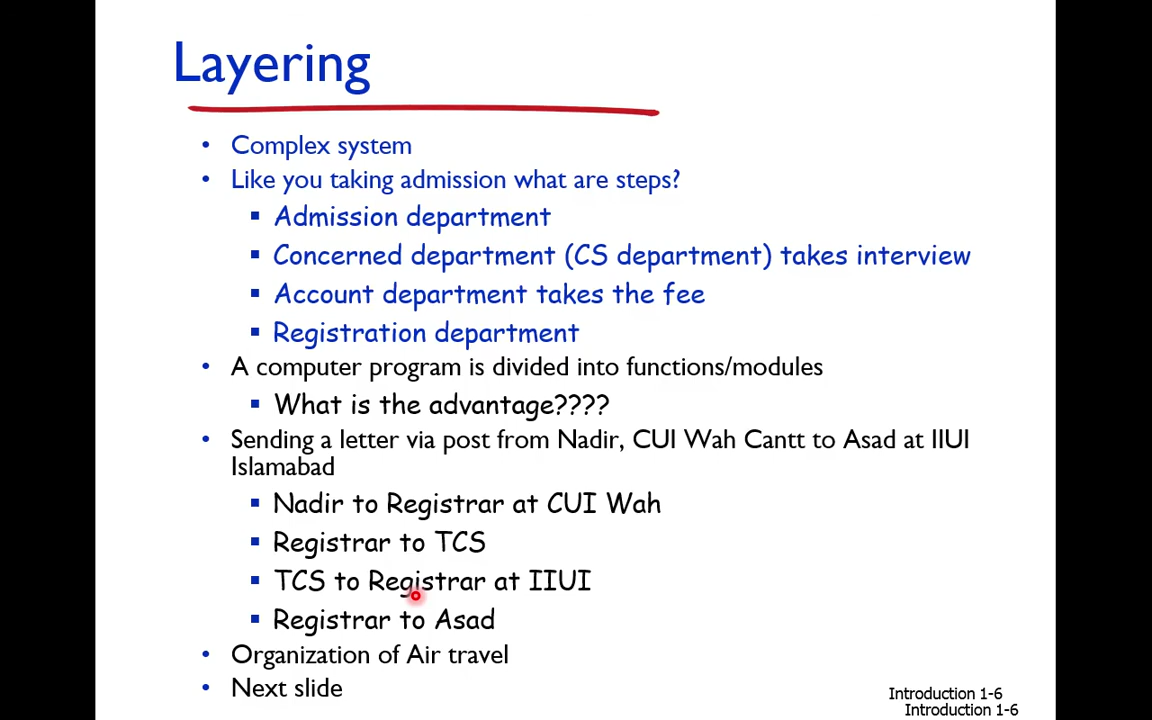 Layering
• Complex system
• Like you taking admission what are steps?
▪ Admission department
▪ Concerned department (CS department) takes interview
▪ Account department takes the fee
▪ Registration department
• A computer program is divided into functions/modules
▪ What is the advantage????
• Sending a letter via post from Nadir, CUI Wah Cantt to Asad at IIUI
Islamabad
▪ Nadir to Registrar at CUI Wah
▪ Registrar to TCS
▪ TCS to Registrar at IIUI
▪ Registrar to Asad
• Organization of Air travel
• Next slide
Introduction 1-6
Introduction 1-6